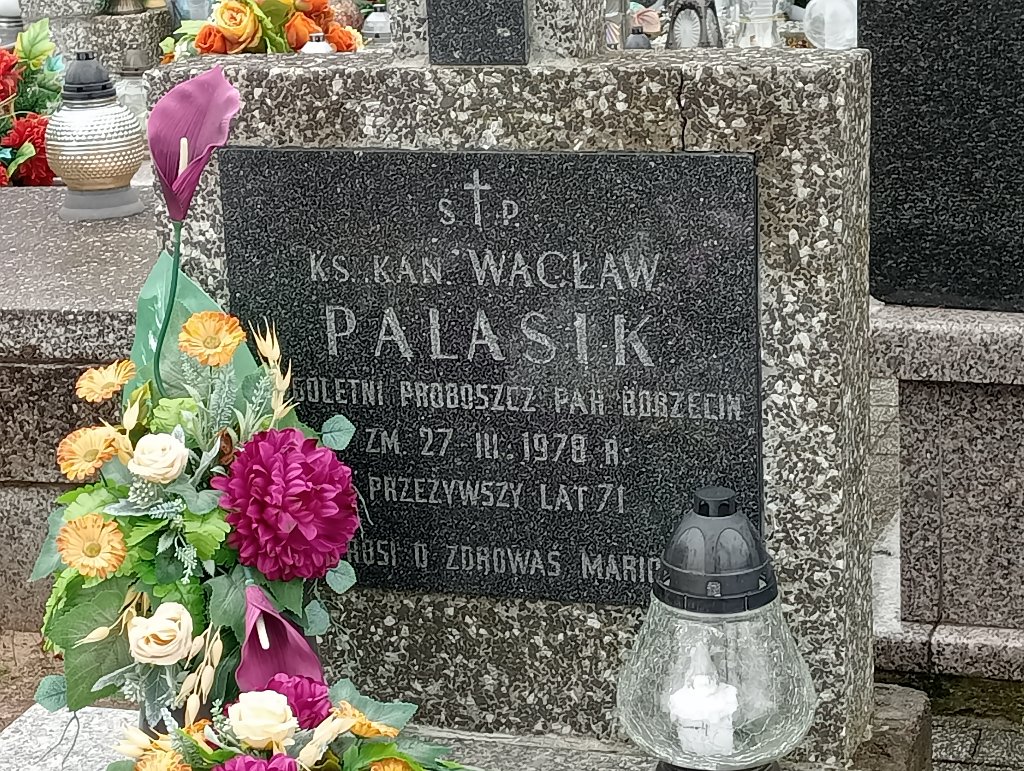 S P.
KS. KAN. WACŁAW
PALASIK
PROBOSZCZ PAR BORZĘCIN
ZM. 27. III. 1978 R.
PRZEŻYWSZY LAT 71
O ZDROWAŚ MARIO